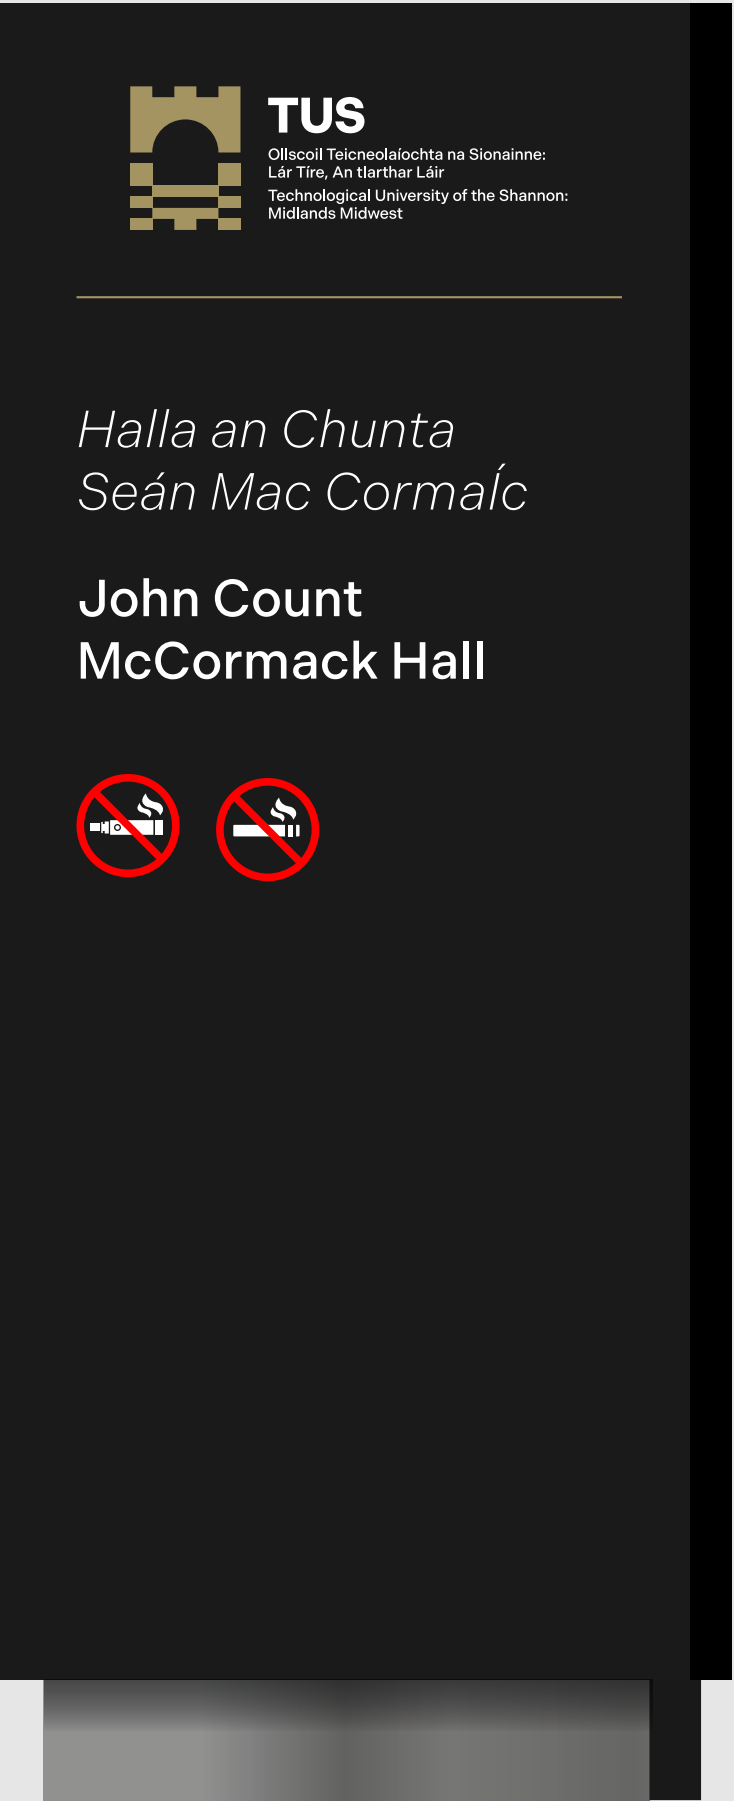 TUS
Ollscoil Teicneolaíochta na Sionainne:
Lár Tíre, An tIarthar Láir
Technological University of the Shannon:
Midlands Midwest
Halla an Chunta
Seán Mac CormaÍc
John Count
McCormack Hall